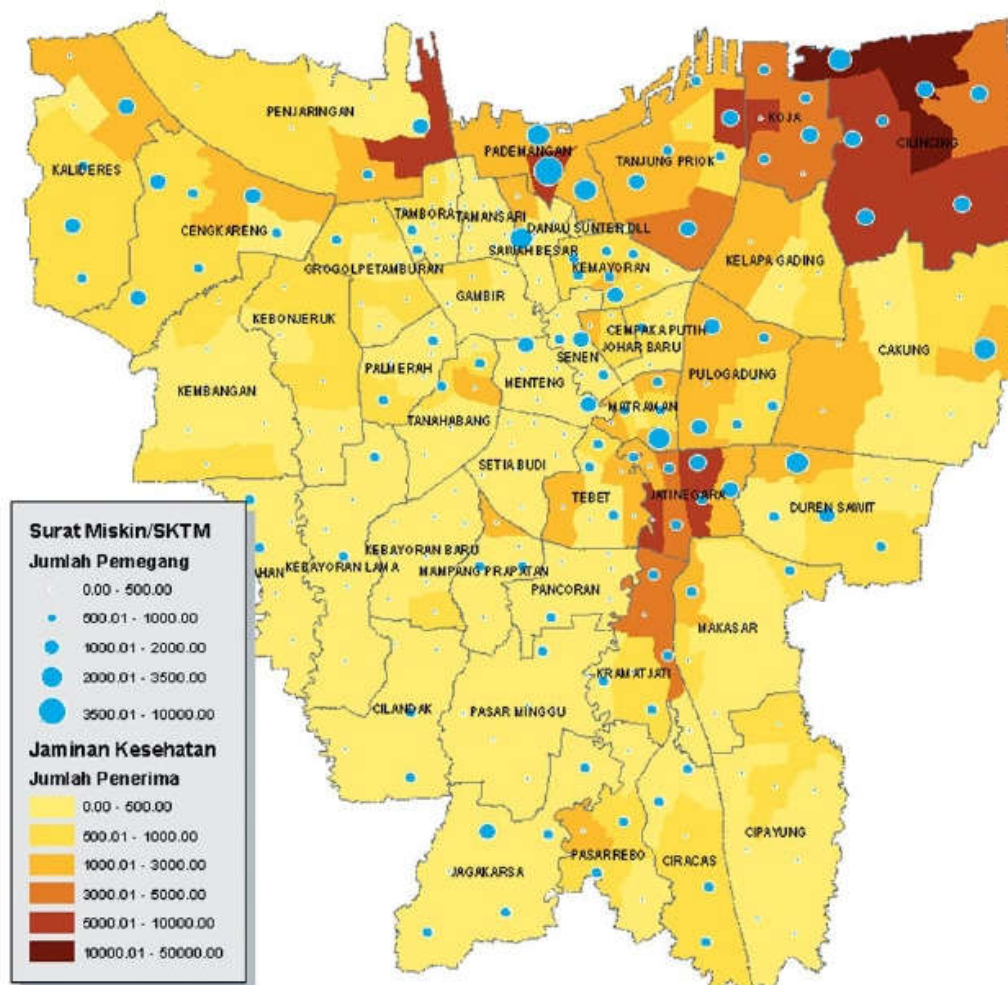 PENJARINGAN
KALIDERES
PADEMANGAN
TANJUNG PRIOK
KOJA
CILINCING
CENGKARENG
TAMBORA
TAMANSARI
DANAU SUNTER DLL
SAWAH BESAR
KEMAYORAN
KELAPA GADING
GROGOLPETAMBURAN
GAMBIR
KEBONJERUK
CEMPAKA PUTIH
JOHAR BARU
SENEN
CAKUNG
KEMBANGAN
PALMERAH
MENTENG
PULOGADUNG
TANAHABANG
MATRAMAN
SETIA BUDI
TEBET
JATINEGARA
DUREN SAWIT
KEBAYORAN BARU
AHAN
KEBAYORAN LAMA
MAMPANG PRAPATAN
PANCORAN
MAKASAR
KRAMATJATI
CILANDAK
PASAR MINGGU
CIPAYUNG
JAGAKARSA
PASARREBO
CIRACAS
Surat Miskin/SKTM
Jumlah Pemegang
0.00 - 500.00
500.01 - 1000.00
1000.01 - 2000.00
2000.01 - 3500.00
3500.01 - 10000.00
Jaminan Kesehatan
Jumlah Penerima
0.00 - 500.00
500.01 - 1000.00
1000.01 - 3000.00
3000.01 - 5000.00
5000.01 - 10000.00
10000.01 - 50000.00